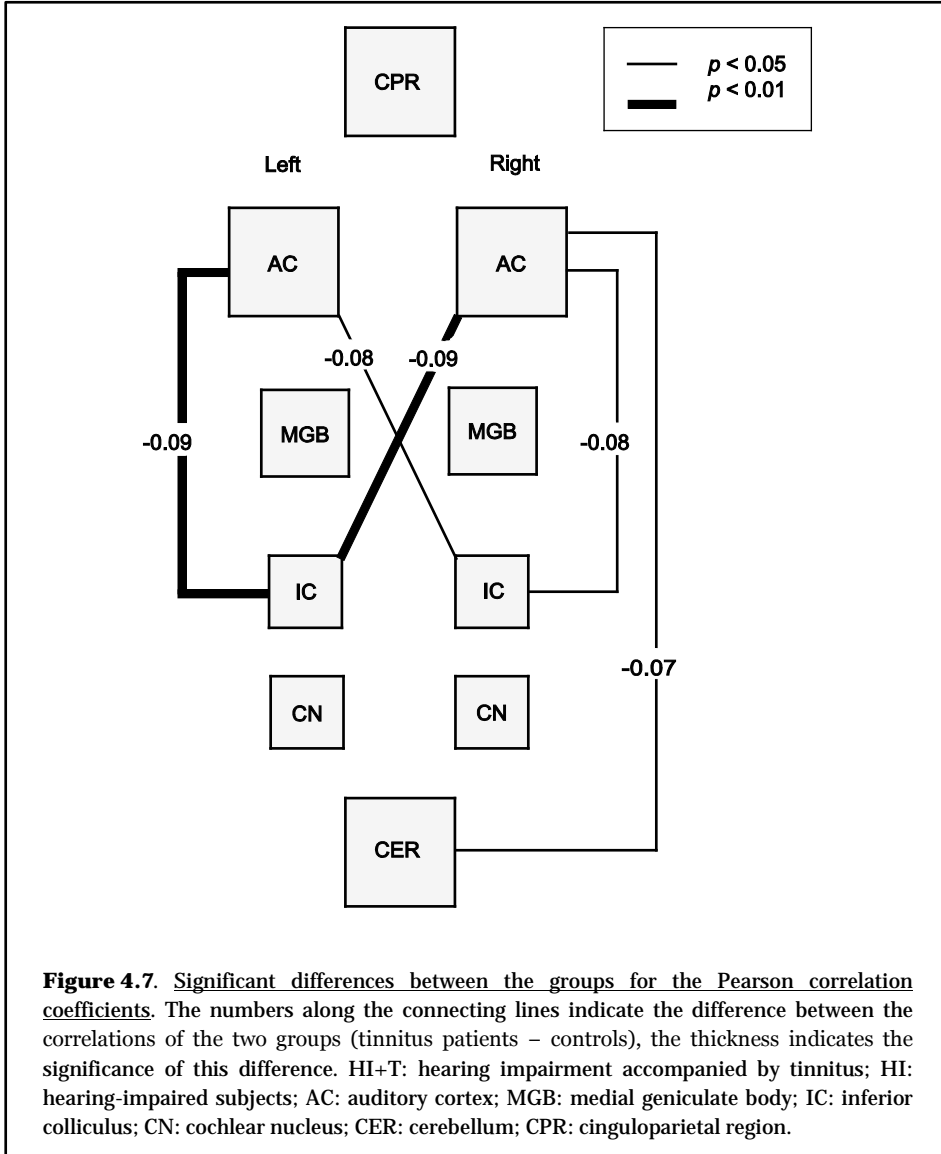 CPR
p < 0.05
p < 0.01
Left
Right
AC
AC
-0.08
-0.09
MGB
MGB
-0.09
-0.08
IC
IC
-0.07
CN
CN
CER
Figure 4.7. Significant differences between the groups for the Pearson correlation
coefficients. The numbers along the connecting lines indicate the difference between the
correlations of the two groups (tinnitus patients – controls), the thickness indicates the
significance of this difference. HI+T: hearing impairment accompanied by tinnitus; HI:
hearing-impaired subjects; AC: auditory cortex; MGB: medial geniculate body; IC: inferior
colliculus; CN: cochlear nucleus; CER: cerebellum; CPR: cinguloparietal region.